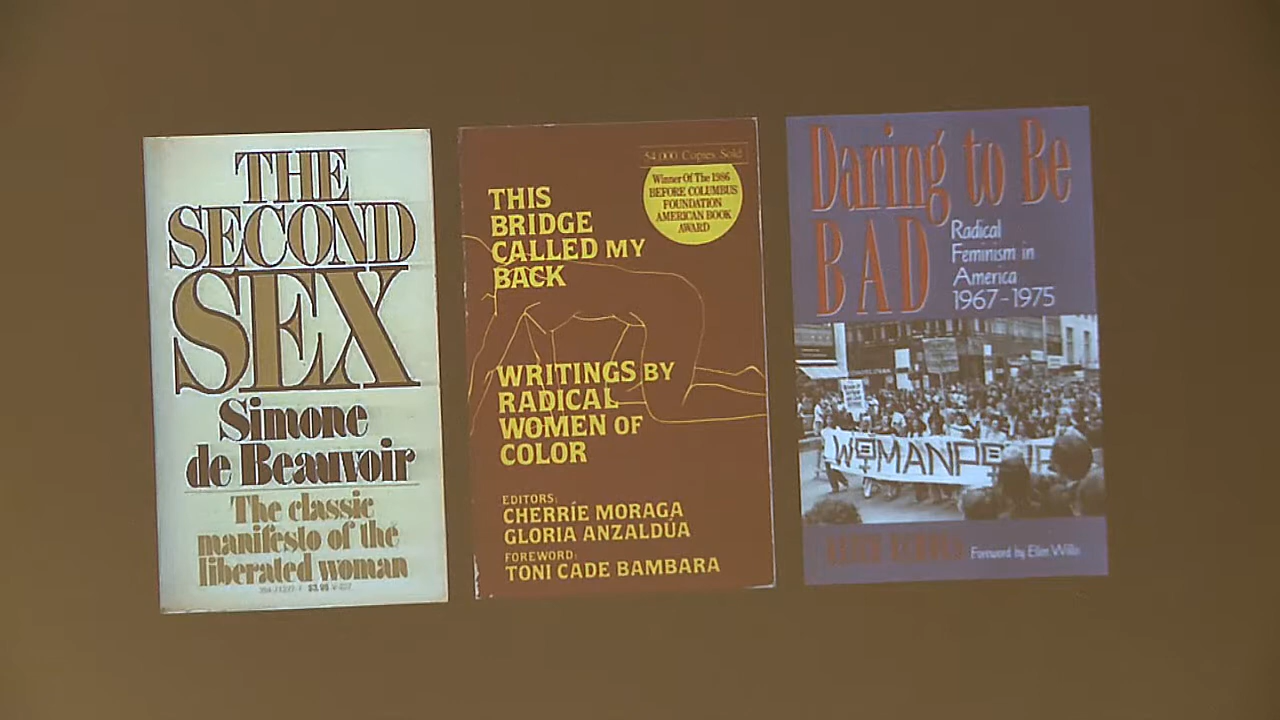 THE
SECOND
SEX
Simone
de Beauvoir
The classic
manifesto of the
liberated woman
$3.95
54,000 Copies Sold
Winner Of The 1986
BEFORE COLUMBUS
FOUNDATION
AMERICAN BOOK
AWARD
THIS
BRIDGE
CALLED MY
BACK
WRITINGS BY
RADICAL
WOMEN OF
COLOR
EDITORS:
CHERRÍE MORAGA
GLORIA ANZALDÚA
FOREWORD:
TONI CADE BAMBARA
Daring to Be
BAD
Radical
Feminism in
America
1967-1975
WOMANPOWER
Foreword by Ellen Willis